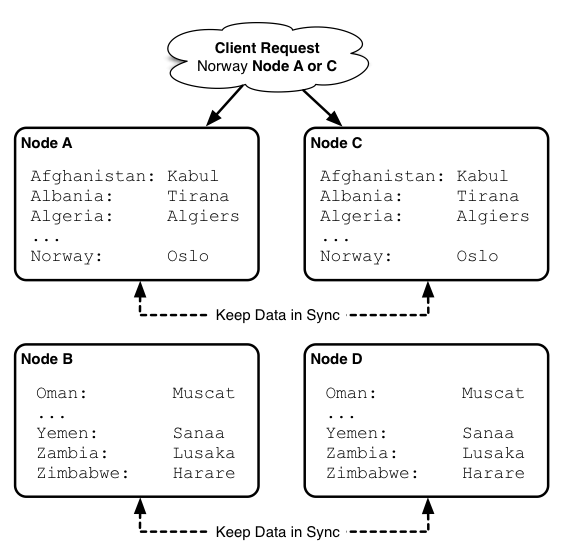 Client Request
Norway Node A or C
Node A
Afghanistan: Kabul
Albania: Tirana
Algeria: Algiers
...
Norway: Oslo
Node C
Afghanistan: Kabul
Albania: Tirana
Algeria: Algiers
...
Norway: Oslo
Keep Data in Sync
Node B
Oman: Muscat
...
Yemen: Sanaa
Zambia: Lusaka
Zimbabwe: Harare
Node D
Oman: Muscat
...
Yemen: Sanaa
Zambia: Lusaka
Zimbabwe: Harare
Keep Data in Sync